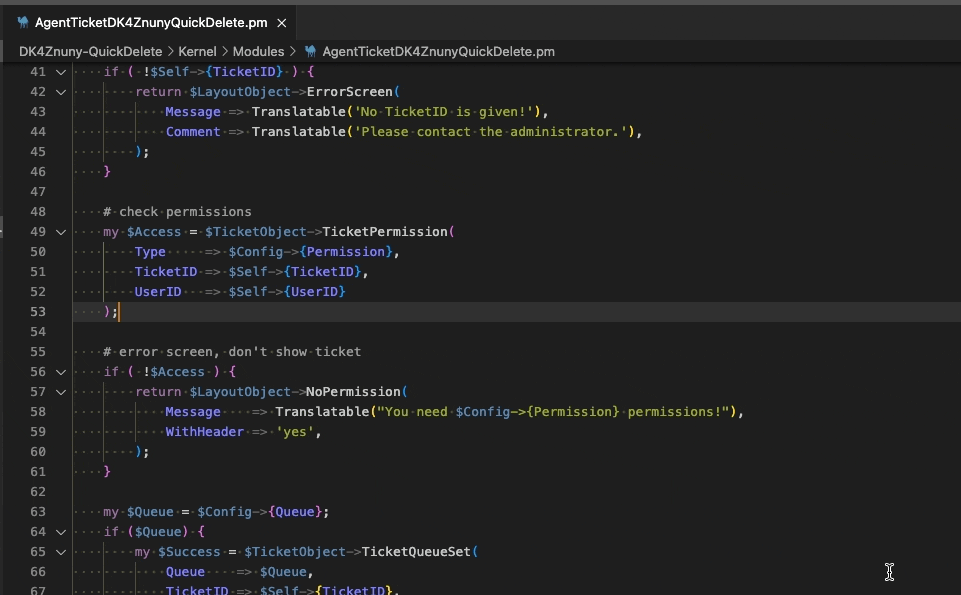 AgentTicketDK4ZnunyQuickDelete.pm ×
DK4Znuny-QuickDelete > Kernel > Modules > AgentTicketDK4ZnunyQuickDelete.pm
41 if ( !$Self->{TicketID} ) {
42 return $LayoutObject->ErrorScreen(
43 Message => Translatable('No TicketID is given!'),
44 Comment => Translatable('Please contact the administrator.'),
45 );
46 }
47
48 # check permissions
49 my $Access = $TicketObject->TicketPermission(
50 Type     => $Config->{Permission},
51 TicketID => $Self->{TicketID},
52 UserID   => $Self->{UserID}
53 );
54
55 # error screen, don't show ticket
56 if ( !$Access ) {
57 return $LayoutObject->NoPermission(
58 Message    => Translatable("You need $Config->{Permission} permissions!"),
59 WithHeader => 'yes',
60 );
61 }
62
63 my $Queue = $Config->{Queue};
64 if ($Queue) {
65 my $Success = $TicketObject->TicketQueueSet(
66 Queue    => $Queue,
67 TicketID => $Self->{TicketID},